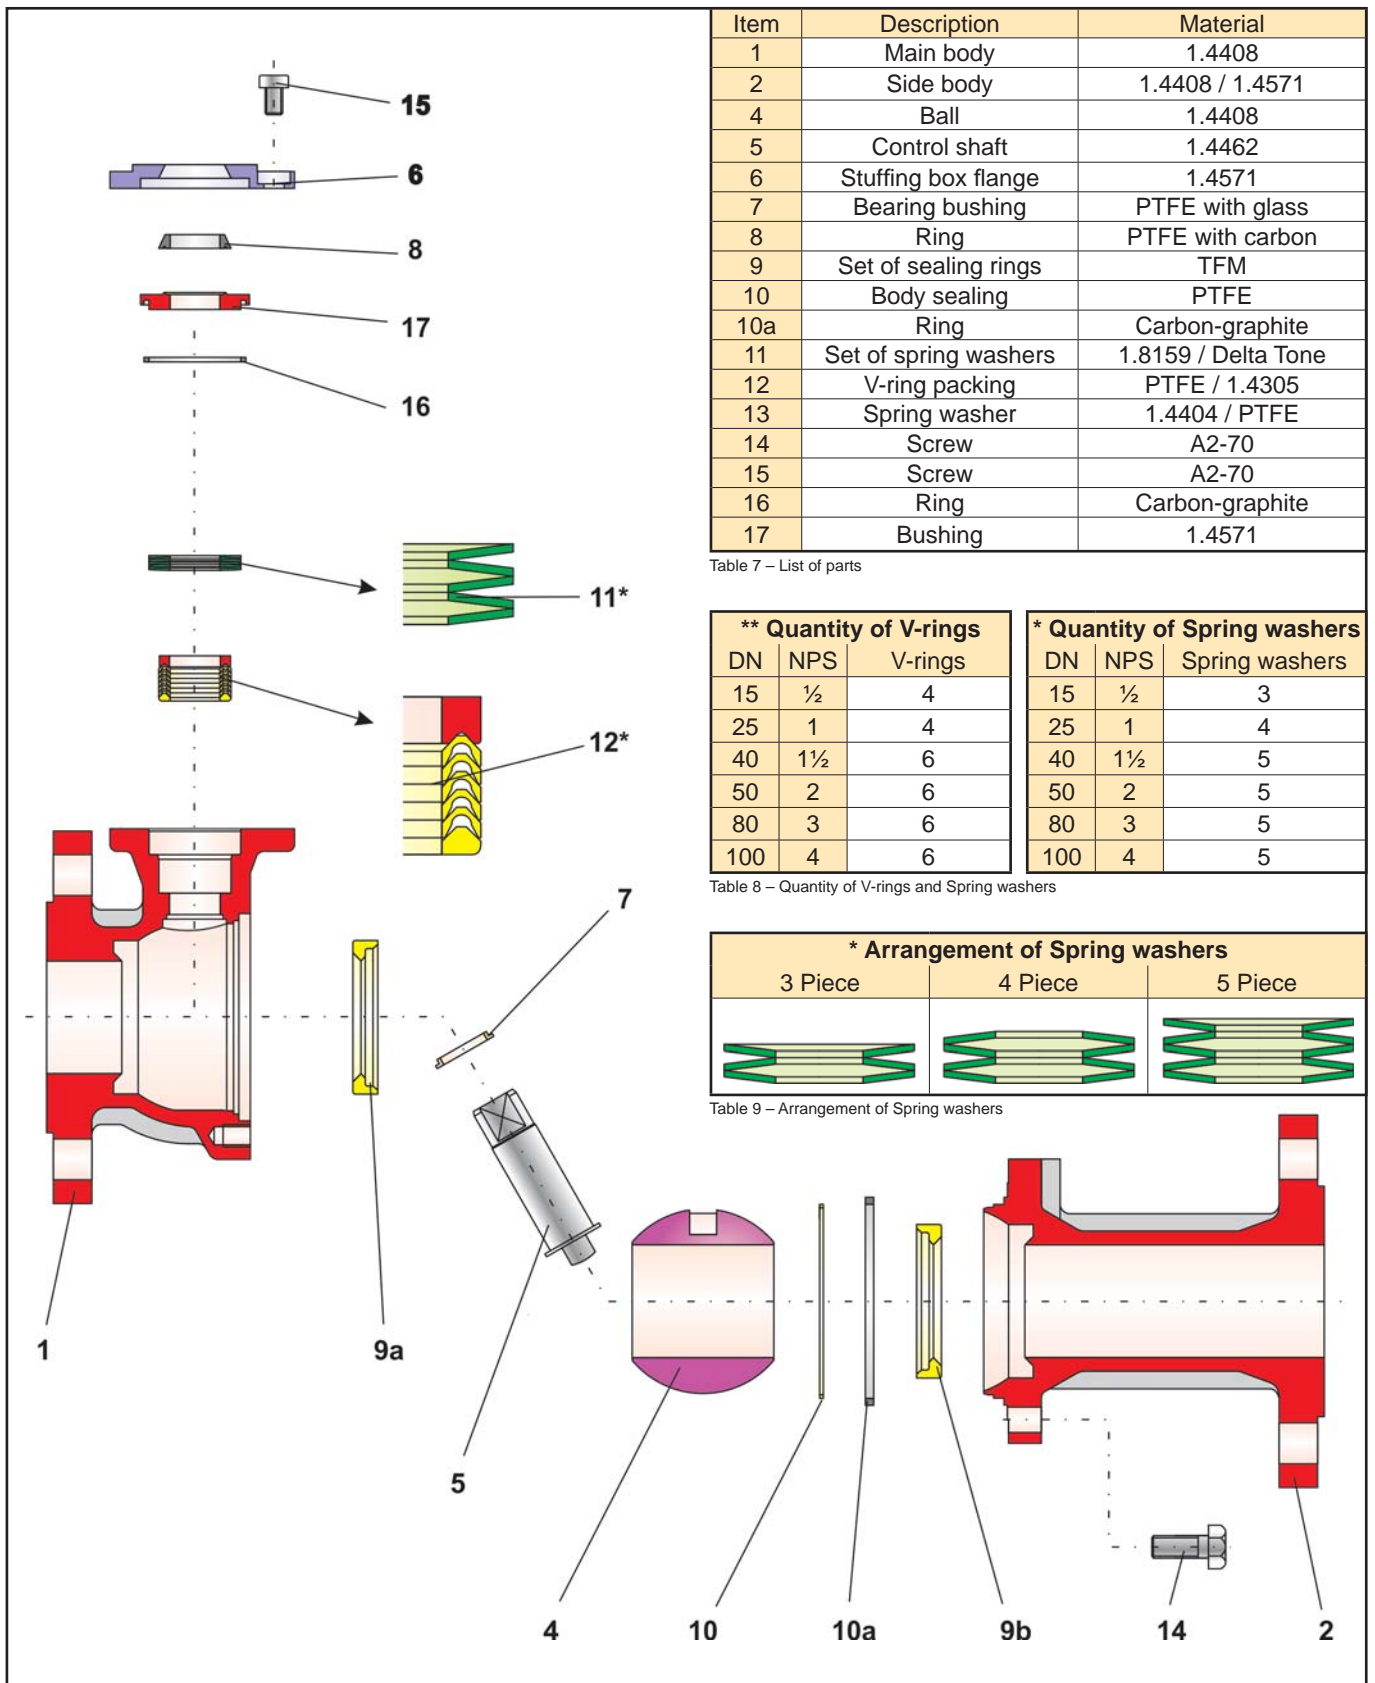 Item Description Material
1 Main body 1.4408
2 Side body 1.4408 / 1.4571
4 Ball 1.4408
5 Control shaft 1.4462
6 Stuffing box flange 1.4571
7 Bearing bushing PTFE with glass
8 Ring PTFE with carbon
9 Set of sealing rings TFM
10 Body sealing PTFE
10a Ring Carbon-graphite
11 Set of spring washers 1.8159 / Delta Tone
12 V-ring packing PTFE / 1.4305
13 Spring washer 1.4404 / PTFE
14 Screw A2-70
15 Screw A2-70
16 Ring Carbon-graphite
17 Bushing 1.4571
Table 7 – List of parts
15
6
8
17
16
11*
12*
** Quantity of V-rings
DN NPS V-rings
15 ½ 4
25 1 4
40 1½ 6
50 2 6
80 3 6
100 4 6
* Quantity of Spring washers
DN NPS Spring washers
15 ½ 3
25 1 4
40 1½ 5
50 2 5
80 3 5
100 4 5
Table 8 – Quantity of V-rings and Spring washers
* Arrangement of Spring washers
3 Piece 4 Piece 5 Piece
Table 9 – Arrangement of Spring washers
7
1
9a
5
4
10
10a
9b
14
2